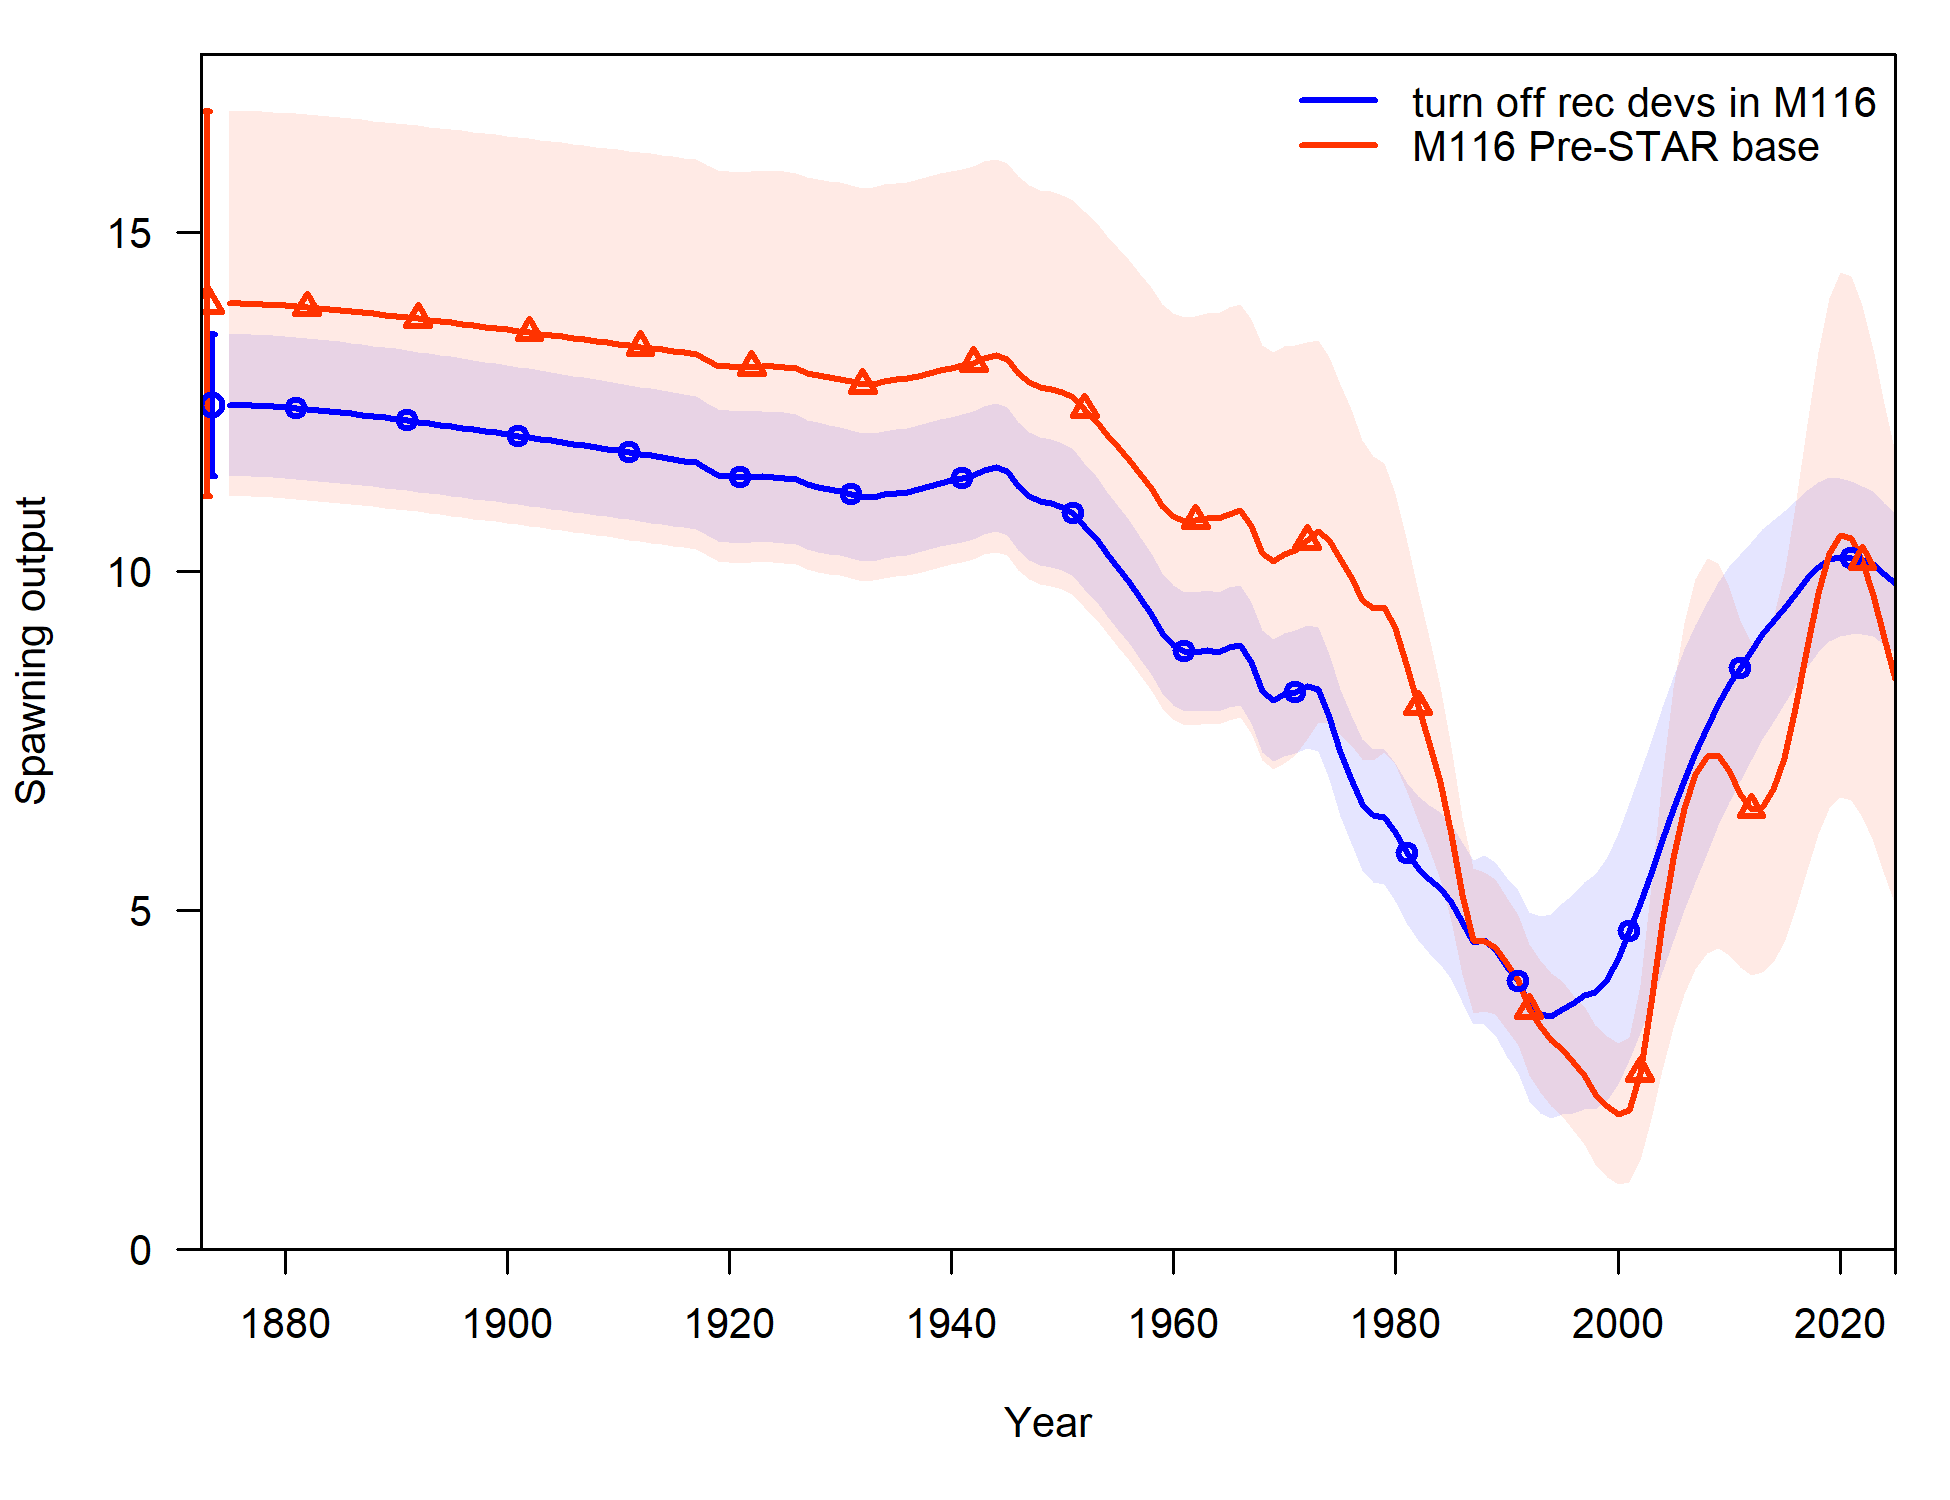 turn off rec devs in M116
M116 Pre-STAR base
15
10
5
0
Spawning output
1880 1900 1920 1940 1960 1980 2000 2020
Year